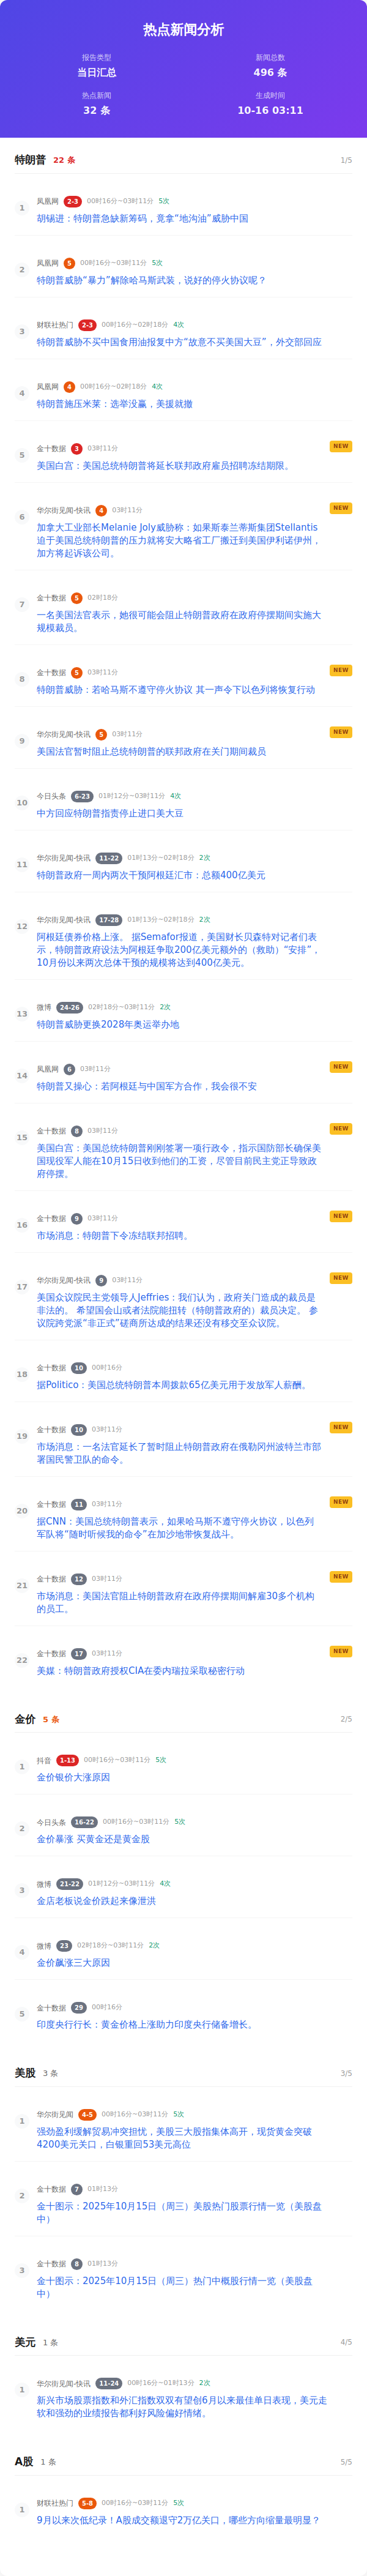 热点新闻分析
报告类型
当日汇总
新闻总数
496 条
热点新闻
32 条
生成时间
10-16 03:11
特朗普 22 条 1/5
1
凤凰网 2-3 00时16分~03时11分 5次
胡锡进：特朗普急缺新筹码，竟拿“地沟油”威胁中国
2
凤凰网 5 00时16分~03时11分 5次
特朗普威胁“暴力”解除哈马斯武装，说好的停火协议呢？
3
财联社热门 2-3 00时16分~02时18分 4次
特朗普威胁不买中国食用油报复中方“故意不买美国大豆”，外交部回应
4
凤凰网 4 00时16分~02时18分 4次
特朗普施压米莱：选举没赢，美援就撤
5
金十数据 3 03时11分 NEW
美国白宫：美国总统特朗普将延长联邦政府雇员招聘冻结期限。
6
华尔街见闻-快讯 4 03时11分 NEW
加拿大工业部长Melanie Joly威胁称：如果斯泰兰蒂斯集团Stellantis
迫于美国总统特朗普的压力就将安大略省工厂搬迁到美国伊利诺伊州，
加方将起诉该公司。
7
金十数据 5 02时18分
一名美国法官表示，她很可能会阻止特朗普政府在政府停摆期间实施大
规模裁员。
8
金十数据 5 03时11分 NEW
特朗普威胁：若哈马斯不遵守停火协议 其一声令下以色列将恢复行动
9
华尔街见闻-快讯 5 03时11分 NEW
美国法官暂时阻止总统特朗普的联邦政府在关门期间裁员
10
今日头条 6-23 01时12分~03时11分 4次
中方回应特朗普指责停止进口美大豆
11
华尔街见闻-快讯 11-22 01时13分~02时18分 2次
特朗普政府一周内两次干预阿根廷汇市：总额400亿美元
12
华尔街见闻-快讯 17-28 01时13分~02时18分 2次
阿根廷债券价格上涨。 据Semafor报道，美国财长贝森特对记者们表
示，特朗普政府设法为阿根廷争取200亿美元额外的（救助）“安排”，
10月份以来两次总体干预的规模将达到400亿美元。
13
微博 24-26 02时18分~03时11分 2次
特朗普威胁更换2028年奥运举办地
14
凤凰网 6 03时11分 NEW
特朗普又操心：若阿根廷与中国军方合作，我会很不安
15
金十数据 8 03时11分 NEW
美国白宫：美国总统特朗普刚刚签署一项行政令，指示国防部长确保美
国现役军人能在10月15日收到他们的工资，尽管目前民主党正导致政
府停摆。
16
金十数据 9 03时11分 NEW
市场消息：特朗普下令冻结联邦招聘。
17
华尔街见闻-快讯 9 03时11分 NEW
美国众议院民主党领导人Jeffries：我们认为，政府关门造成的裁员是
非法的。 希望国会山或者法院能扭转（特朗普政府的）裁员决定。 参
议院跨党派“非正式”磋商所达成的结果还没有移交至众议院。
18
金十数据 10 00时16分
据Politico：美国总统特朗普本周拨款65亿美元用于发放军人薪酬。
19
金十数据 10 03时11分 NEW
市场消息：一名法官延长了暂时阻止特朗普政府在俄勒冈州波特兰市部
署国民警卫队的命令。
20
金十数据 11 03时11分 NEW
据CNN：美国总统特朗普表示，如果哈马斯不遵守停火协议，以色列
军队将“随时听候我的命令”在加沙地带恢复战斗。
21
金十数据 12 03时11分 NEW
市场消息：美国法官阻止特朗普政府在政府停摆期间解雇30多个机构
的员工。
22
金十数据 17 03时11分 NEW
美媒：特朗普政府授权CIA在委内瑞拉采取秘密行动
金价 5 条 2/5
1
抖音 1-13 00时16分~03时11分 5次
金价银价大涨原因
2
今日头条 16-22 00时16分~03时11分 5次
金价暴涨 买黄金还是黄金股
3
微博 21-22 01时12分~03时11分 4次
金店老板说金价跌起来像泄洪
4
微博 23 02时18分~03时11分 2次
金价飙涨三大原因
5
金十数据 29 00时16分
印度央行行长：黄金价格上涨助力印度央行储备增长。
美股 3 条 3/5
1
华尔街见闻 4-5 00时16分~03时11分 5次
强劲盈利缓解贸易冲突担忧，美股三大股指集体高开，现货黄金突破
4200美元关口，白银重回53美元高位
2
金十数据 7 01时13分
金十图示：2025年10月15日（周三）美股热门股票行情一览（美股盘
中）
3
金十数据 8 01时13分
金十图示：2025年10月15日（周三）热门中概股行情一览（美股盘
中）
美元 1 条 4/5
1
华尔街见闻-快讯 11-24 00时16分~01时13分 2次
新兴市场股票指数和外汇指数双双有望创6月以来最佳单日表现，美元走
软和强劲的业绩报告都利好风险偏好情绪。
A股 1 条 5/5
1
财联社热门 5-8 00时16分~03时11分 5次
9月以来次低纪录！A股成交额退守2万亿关口，哪些方向缩量最明显？